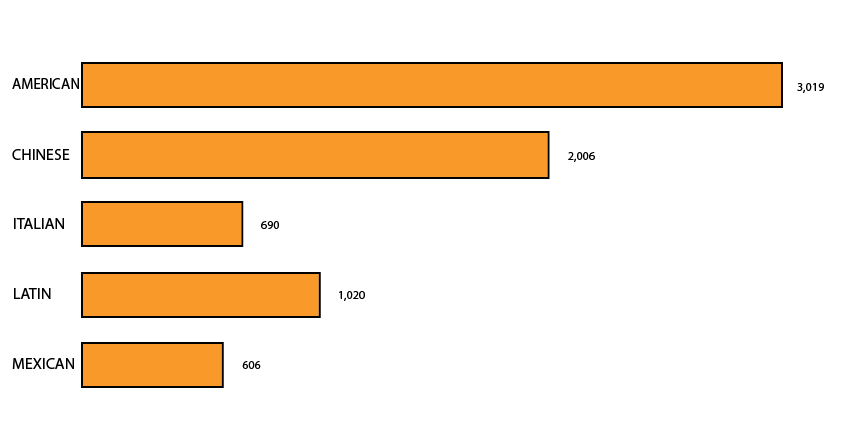 AMERICAN 3,019
CHINESE 2,006
ITALIAN 690
LATIN 1,020
MEXICAN 606